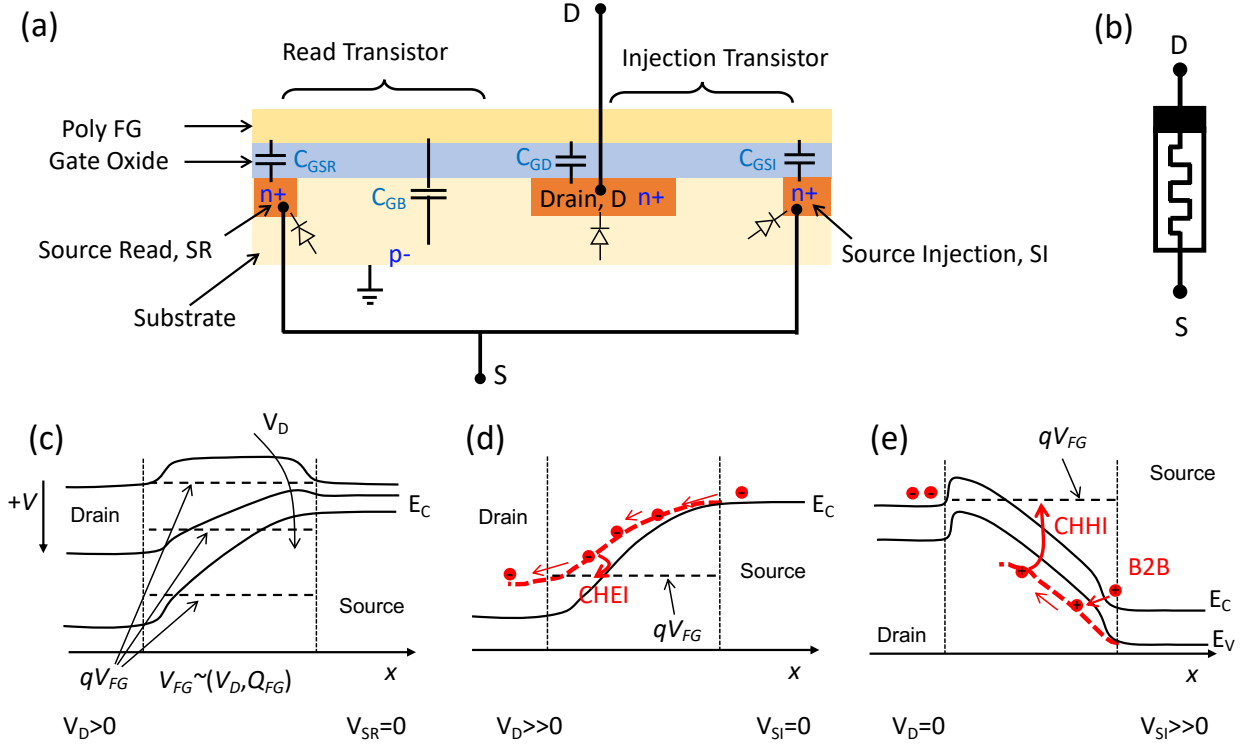 (a)
D
(b)
Read Transistor
Injection Transistor
D
Poly FG
Gate Oxide
C_GSR
C_GD
C_GSI
n+
C_GB
Drain, D
n+
n+
Source Read, SR
p-
Source Injection, SI
Substrate
S
S
(c)
V_D
+V
Drain
E_C
Source
qV_FG
V_FG~(V_D,Q_FG)
x
V_D>0
V_SR=0
(d)
Drain
E_C
CHEI
Source
qV_FG
x
V_D>>0
V_SI=0
(e)
qV_FG
Source
CHHI
B2B
E_C
Drain
E_V
x
V_D=0
V_SI>>0